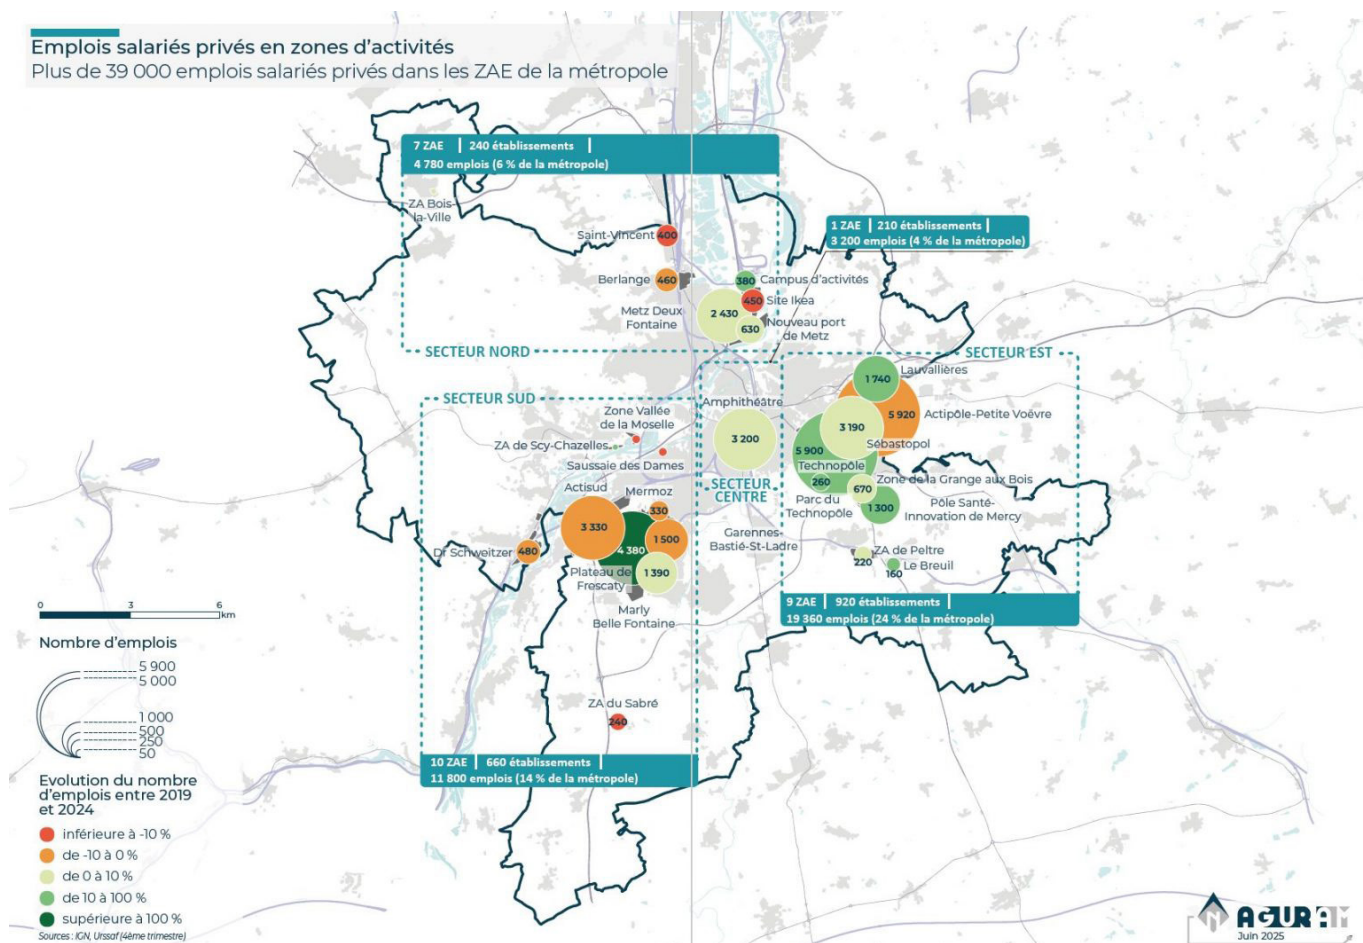 Emplois salariés privés en zones d'activités
Plus de 39 000 emplois salariés privés dans les ZAE de la métropole
7 ZAE | 240 établissements |
4 780 emplois (6 % de la métropole)
ZA Bois-
la-Ville
Saint-Vincent 400
Berlange 460
380 Campus d'activités
450 Site Ikea
Metz Deux
Fontaine
2 430
630
Nouveau port
de Metz
SECTEUR NORD
1 ZAE | 210 établissements |
3 200 emplois (4 % de la métropole)
SECTEUR EST
Lauvallières
1 740
5 920
Actipôle-Petite Voëvre
3 190
Sébastopol
5 900
Technopôle
260
Parc du
Technopôle
670
Zone de la Grange aux Bois
1 300
Pôle Santé-
Innovation de Mercy
ZA de Peltre
220
Le Breuil
160
9 ZAE | 920 établissements |
19 360 emplois (24 % de la métropole)
Amphithéâtre
3 200
SECTEUR
CENTRE
SECTEUR SUD
Zone Vallée
de la Moselle
ZA de Scy-Chazelles
Saussaie des Dames
Actisud
Mermoz
330
3 330
1 500
Garennes-
Bastié-St-Ladre
Dr Schweitzer 480
4 380
Plateau de
Frescaty
1 390
Marly
Belle Fontaine
ZA du Sabré
240
10 ZAE | 660 établissements |
11 800 emplois (14 % de la métropole)
0 3 6
km
Nombre d'emplois
5 900
5 000
1 000
500
250
50
Evolution du nombre
d'emplois entre 2019
et 2024
inférieure à -10 %
de -10 à 0 %
de 0 à 10 %
de 10 à 100 %
supérieure à 100 %
Sources : IGN, Urssaf (4ème trimestre)
N
AGURAM
Juin 2025